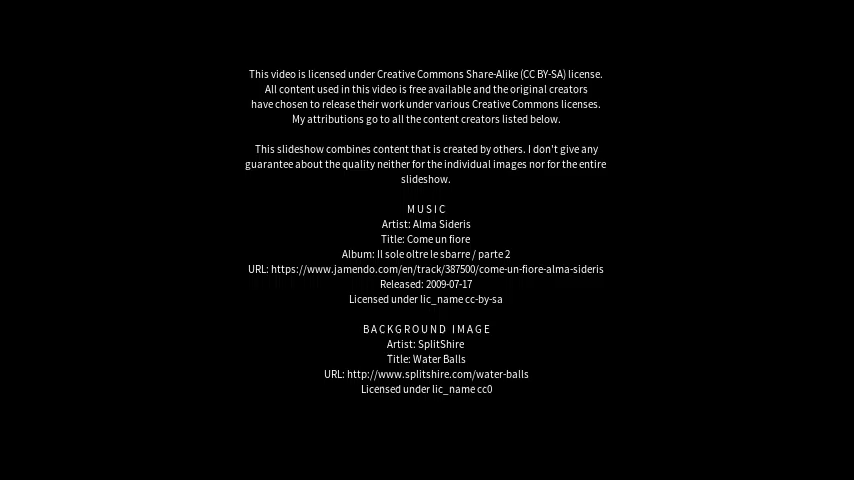 This video is licensed under Creative Commons Share-Alike (CC BY-SA) license.
All content used in this video is free available and the original creators
have chosen to release their work under various Creative Commons licenses.
My attributions go to all the content creators listed below.
This slideshow combines content that is created by others. I don't give any
guarantee about the quality neither for the individual images nor for the entire
slideshow.
MUSIC
Artist: Alma Sideris
Title: Come un fiore
Album: Il sole oltre le sbarre / parte 2
URL: https://www.jamendo.com/en/track/387500/come-un-fiore-alma-sideris
Released: 2009-07-17
Licensed under lic_name cc-by-sa
BACKGROUND IMAGE
Artist: SplitShire
Title: Water Balls
URL: http://www.splitshire.com/water-balls
Licensed under lic_name cc0